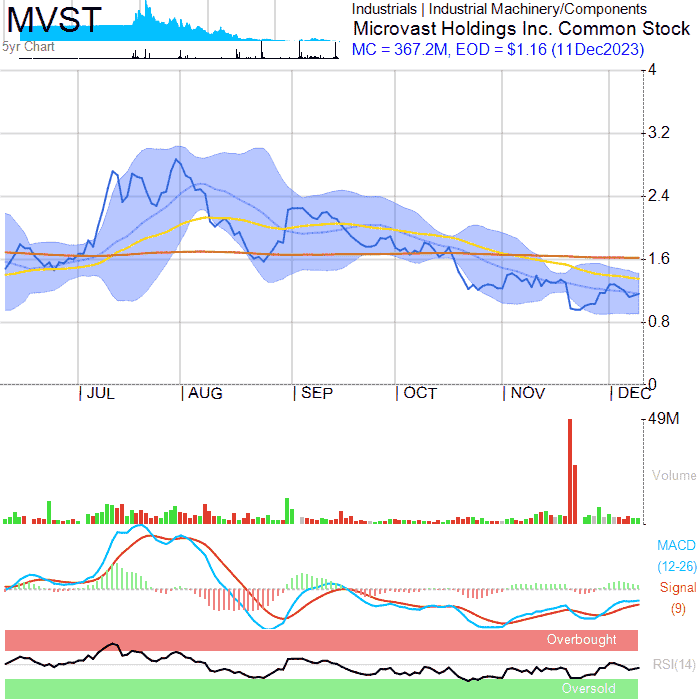 MVST
Industrials | Industrial Machinery/Components
Microvast Holdings Inc. Common Stock
5yr Chart
MC = 367.2M, EOD = $1.16 (11Dec2023)
4
3.2
2.4
1.6
0.8
0
| JUL | AUG | SEP | OCT | NOV | DEC
49M
Volume
MACD
(12-26)
Signal
(9)
Overbought
RSI(14)
Oversold